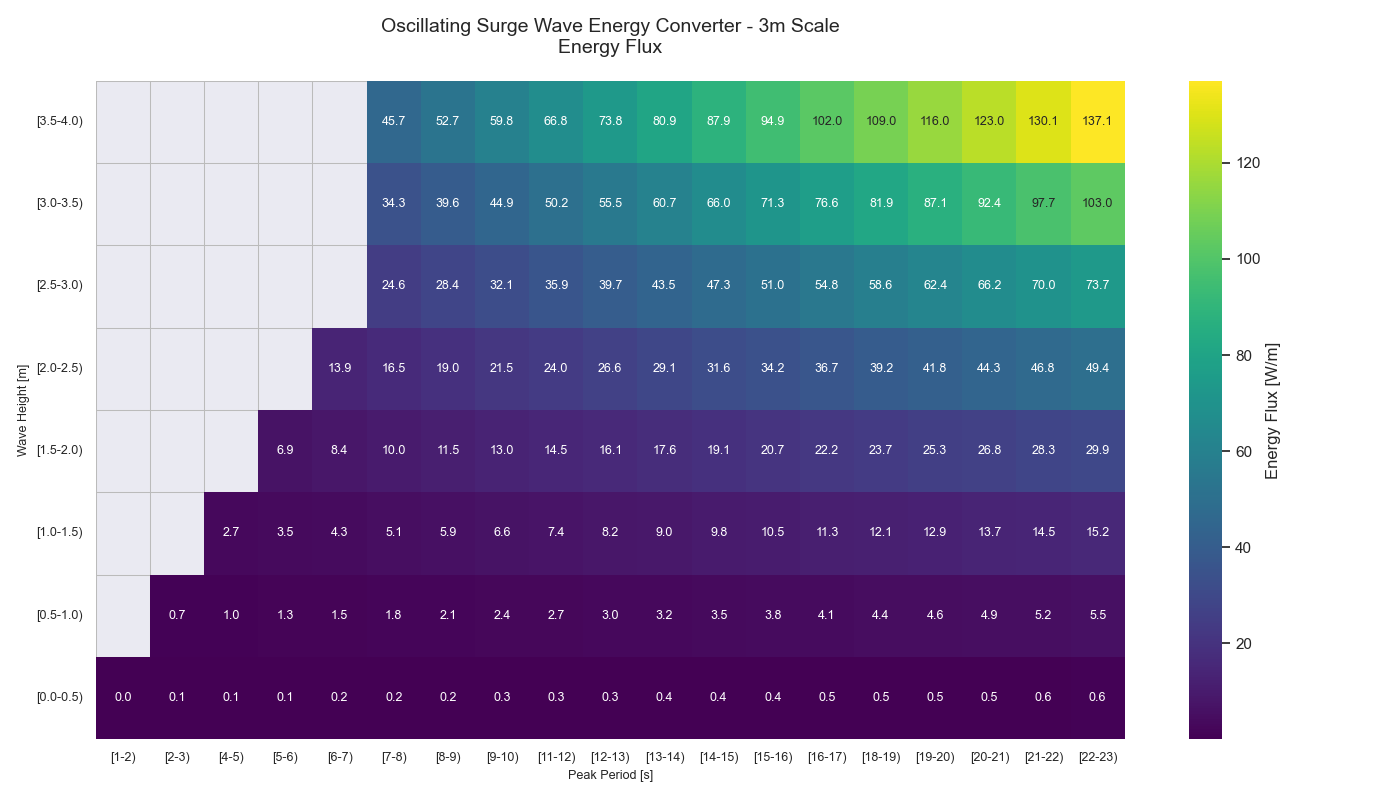 Oscillating Surge Wave Energy Converter - 3m Scale
Energy Flux
[3.5-4.0) 45.7 52.7 59.8 66.8 73.8 80.9 87.9 94.9 102.0 109.0 116.0 123.0 130.1 137.1
[3.0-3.5) 34.3 39.6 44.9 50.2 55.5 60.7 66.0 71.3 76.6 81.9 87.1 92.4 97.7 103.0
[2.5-3.0) 24.6 28.4 32.1 35.9 39.7 43.5 47.3 51.0 54.8 58.6 62.4 66.2 70.0 73.7
[2.0-2.5) 13.9 16.5 19.0 21.5 24.0 26.6 29.1 31.6 34.2 36.7 39.2 41.8 44.3 46.8 49.4
[1.5-2.0) 6.9 8.4 10.0 11.5 13.0 14.5 16.1 17.6 19.1 20.7 22.2 23.7 25.3 26.8 28.3 29.9
[1.0-1.5) 2.7 3.5 4.3 5.1 5.9 6.6 7.4 8.2 9.0 9.8 10.5 11.3 12.1 12.9 13.7 14.5 15.2
[0.5-1.0) 0.7 1.0 1.3 1.5 1.8 2.1 2.4 2.7 3.0 3.2 3.5 3.8 4.1 4.4 4.6 4.9 5.2 5.5
[0.0-0.5) 0.0 0.1 0.1 0.1 0.2 0.2 0.2 0.3 0.3 0.3 0.4 0.4 0.4 0.5 0.5 0.5 0.5 0.6 0.6
[1-2) [2-3) [4-5) [5-6) [6-7) [7-8) [8-9) [9-10) [11-12) [12-13) [13-14) [14-15) [15-16) [16-17) [18-19) [19-20) [20-21) [21-22) [22-23)
Peak Period [s]
Wave Height [m]
120
100
80
60
40
20
Energy Flux [W/m]